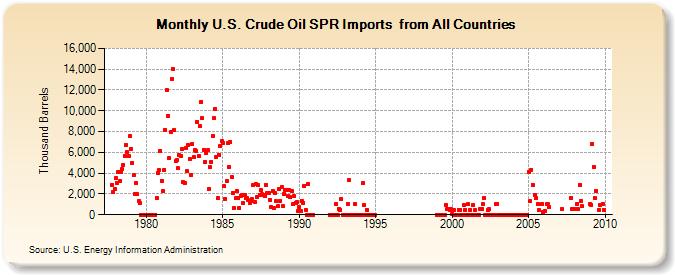 Monthly U.S. Crude Oil SPR Imports from All Countries
Thousand Barrels
16,000
14,000
12,000
10,000
8,000
6,000
4,000
2,000
0
1980 1985 1990 1995 2000 2005 2010
Source: U.S. Energy Information Administration